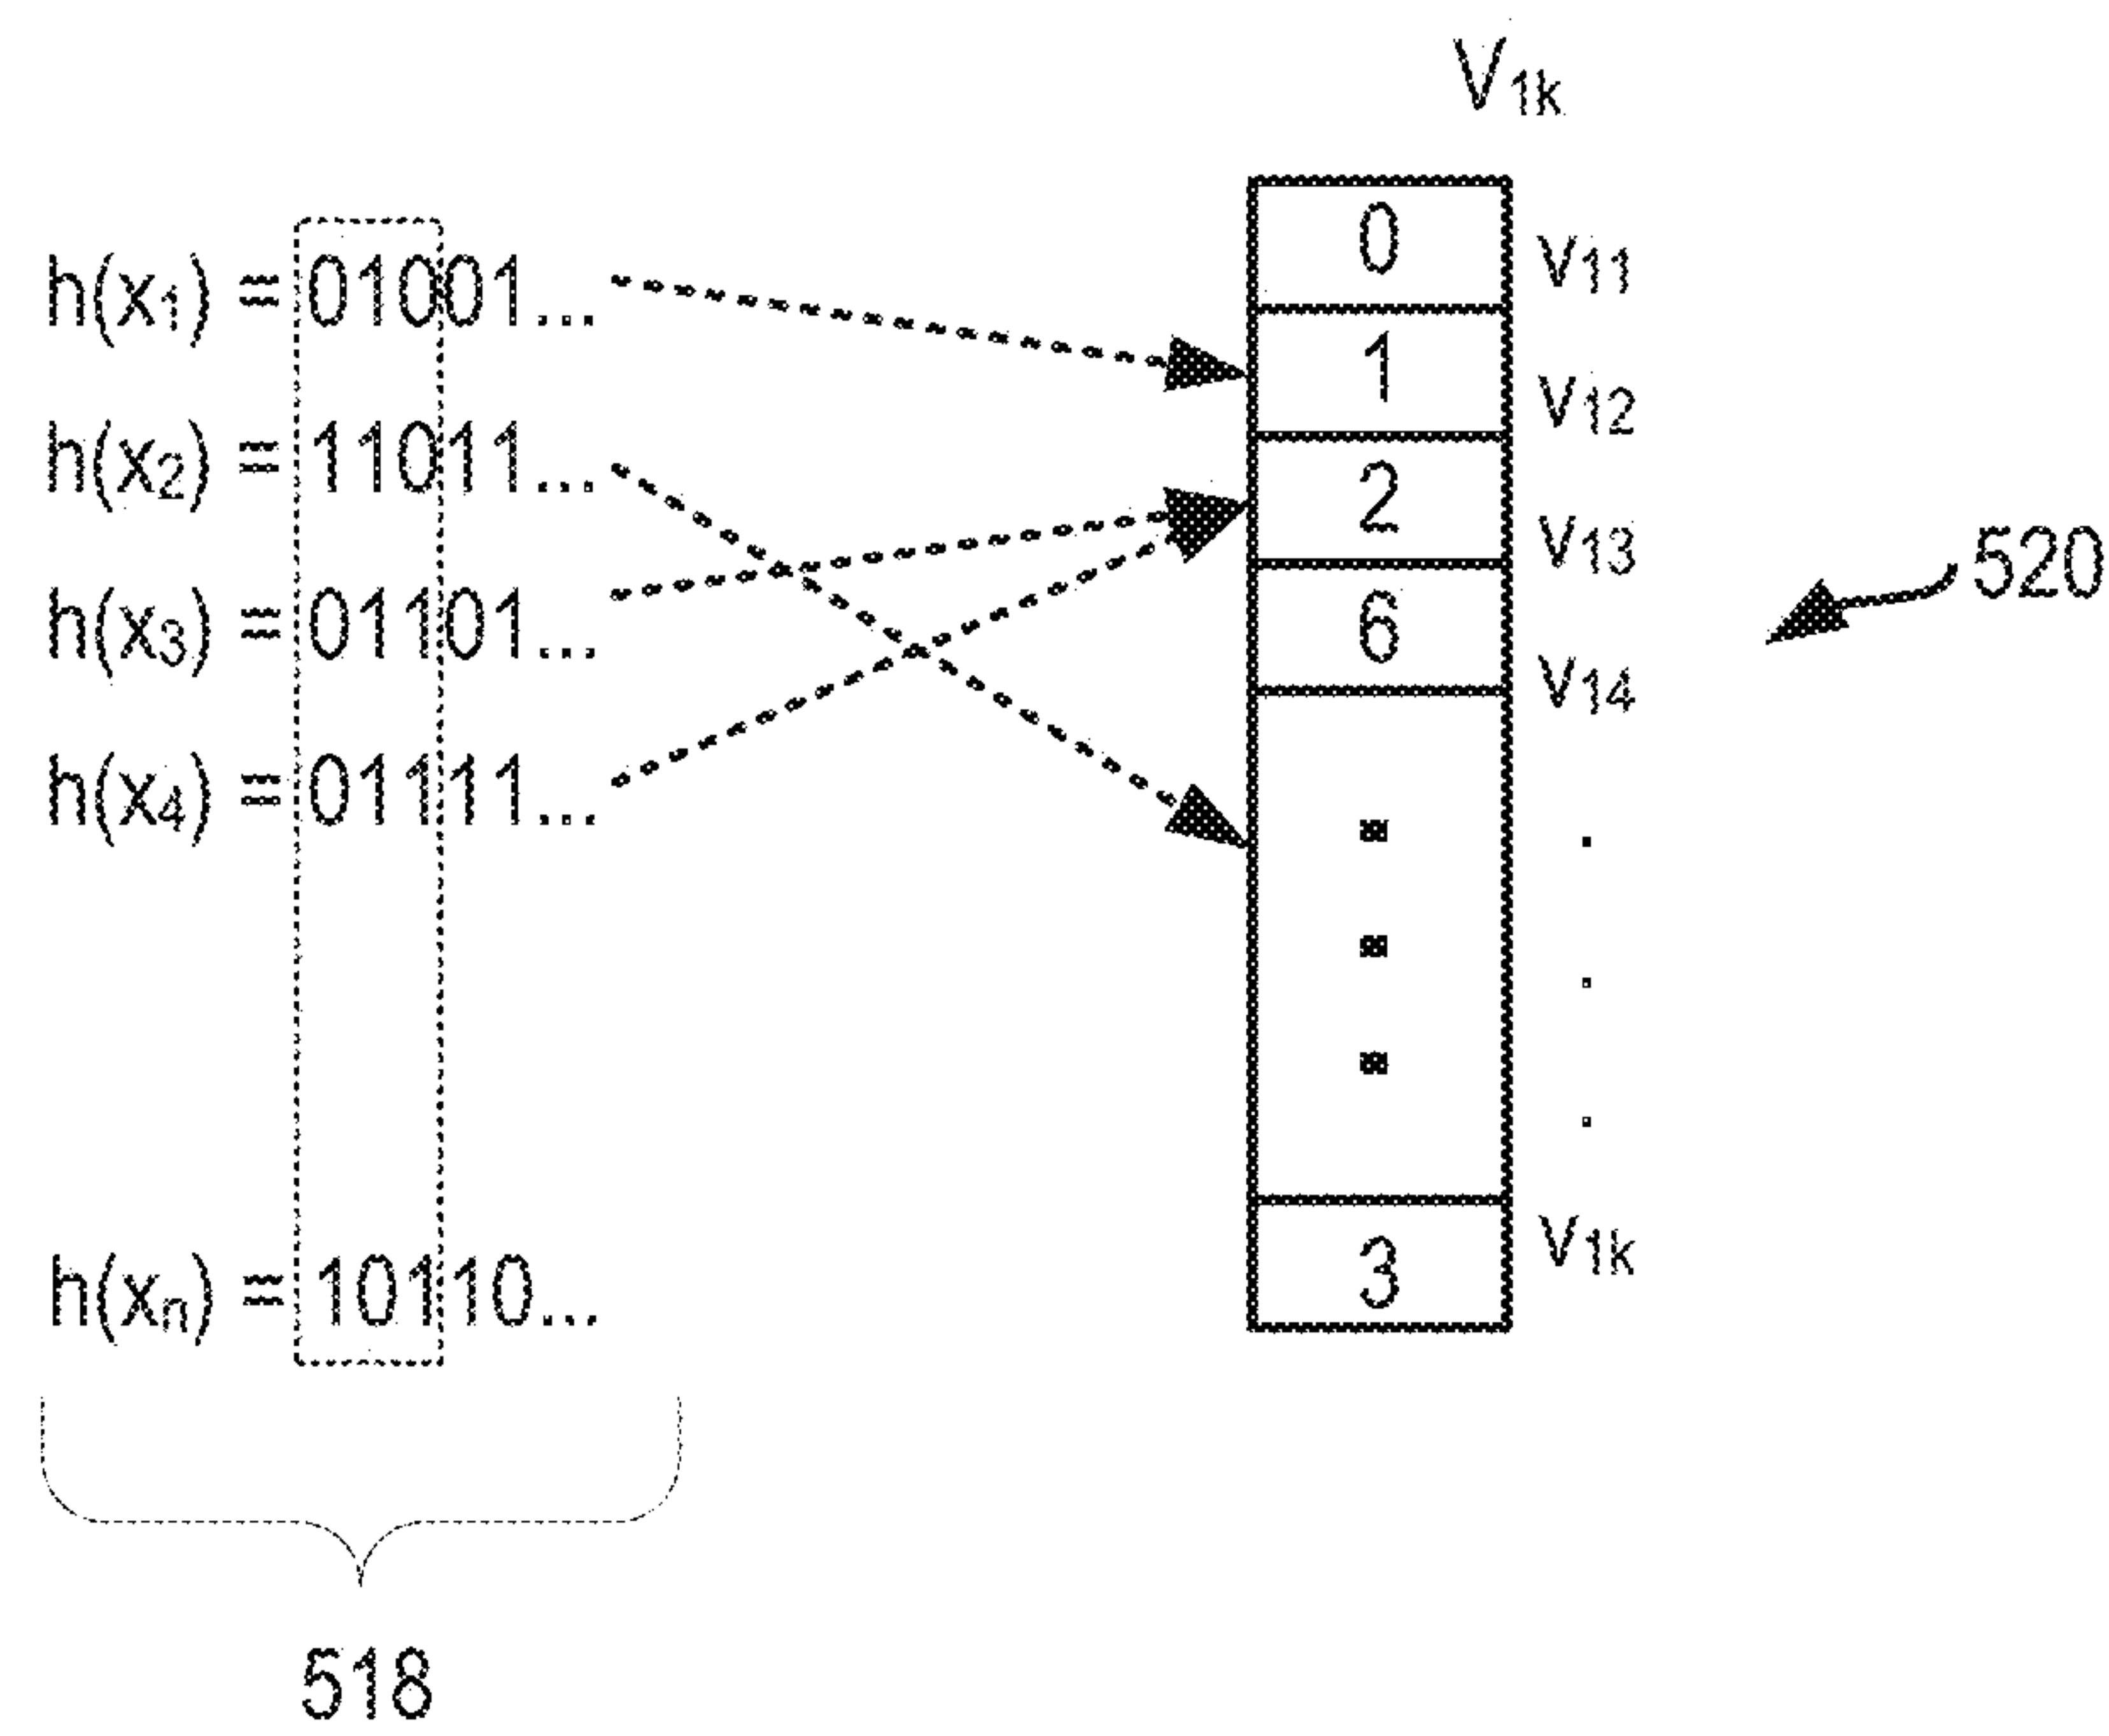 V1k
h(x1) = 01001...
h(x2) = 11011...
h(x3) = 01101...
h(x4) = 01111...
h(xn) = 10110...
0
1
2
6
3
V11
V12
V13
V14
V1k
520
518